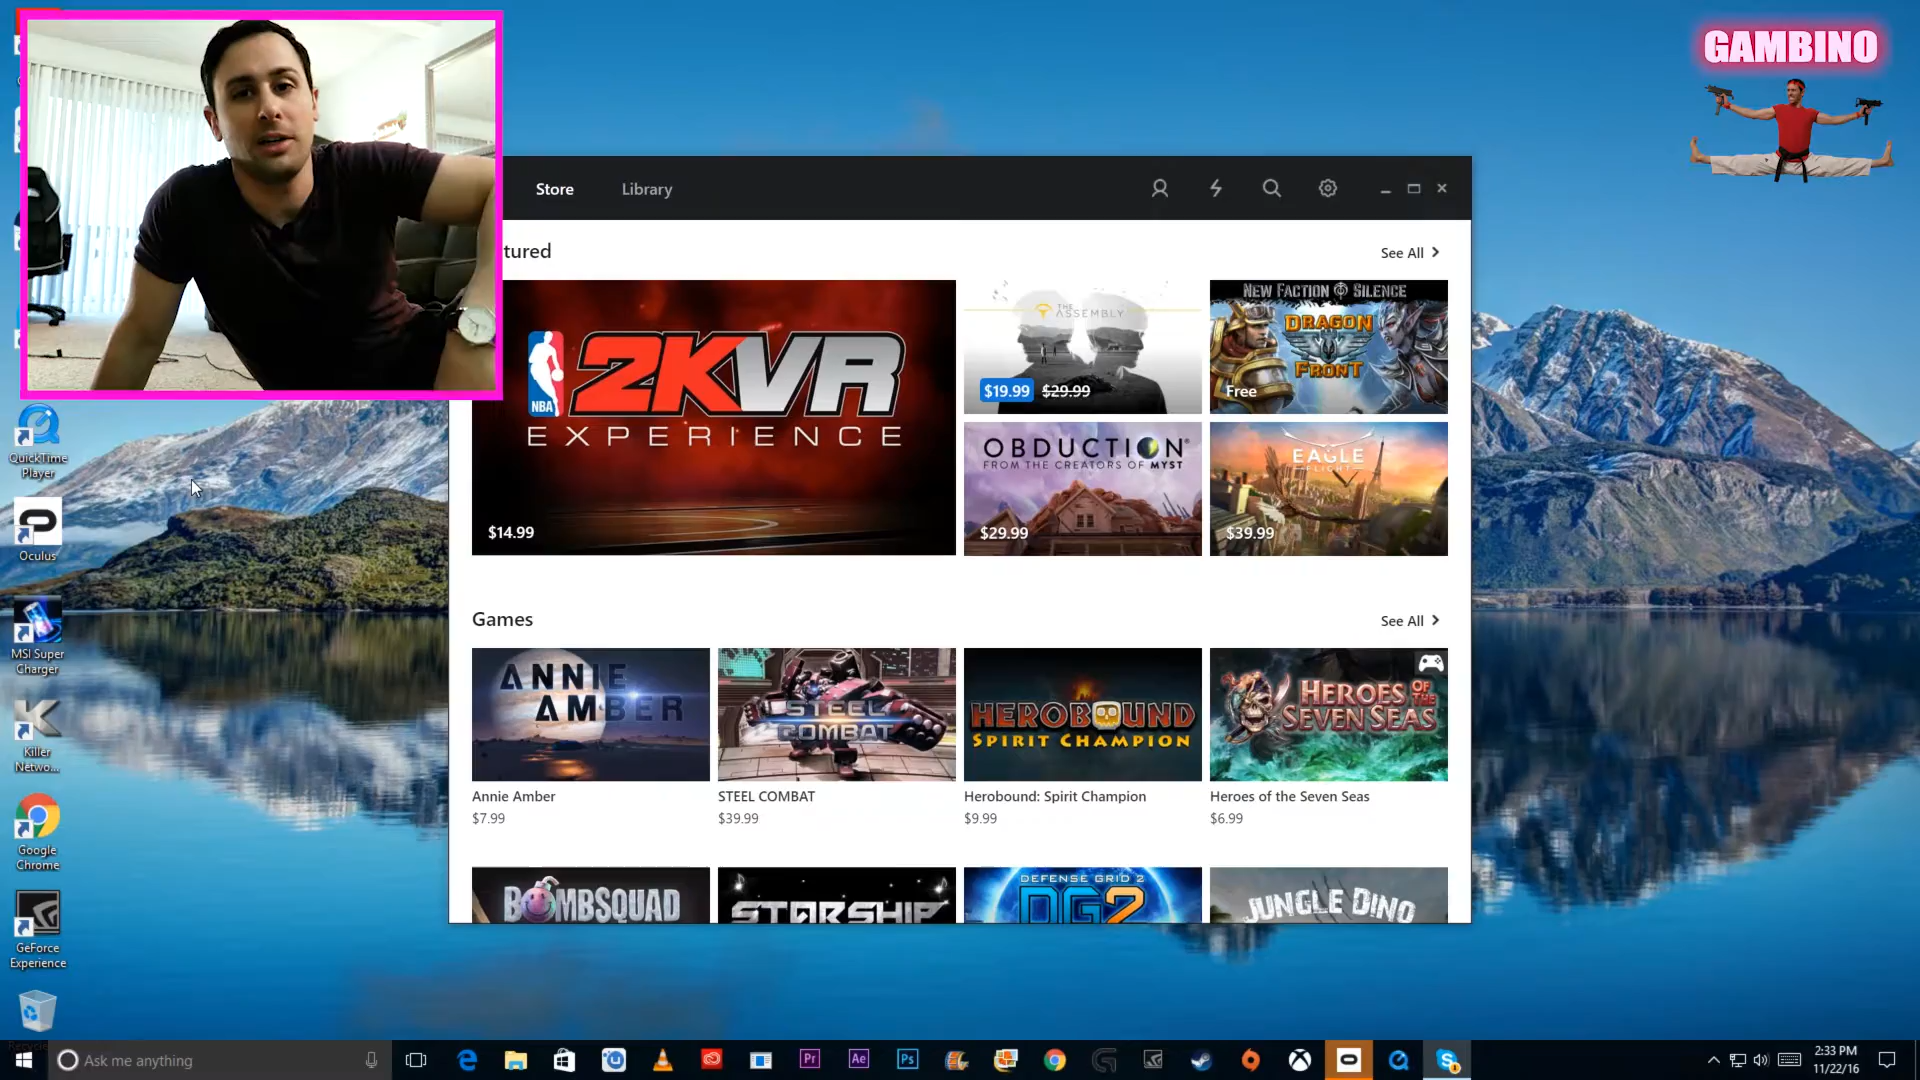 GAMBINO
Store
Library
tured
See All
NBA
2KVR
EXPERIENCE
$14.99
THE
ASSEMBLY
$19.99 $29.99
NEW FACTION SILENCE
DRAGON
FRONT
Free
OBDUCTION
FROM THE CREATORS OF MYST
$29.99
EAGLE
FLIGHT
$39.99
Games
See All
ANNIE
AMBER
STEEL
COMBAT
HEROBOUND
SPIRIT CHAMPION
HEROES OF THE
SEVEN SEAS
Annie Amber
$7.99
STEEL COMBAT
$39.99
Herobound: Spirit Champion
$9.99
Heroes of the Seven Seas
$6.99
BOMBSQUAD
STARSHIP
DEFENSE GRID 2
DG2
JUNGLE DINO
QuickTime
Player
Oculus
MSI Super
Charger
Killer
Netwo...
Google
Chrome
GeForce
Experience
Ask me anything
Pr
Ae
Ps
2:33 PM
11/22/16